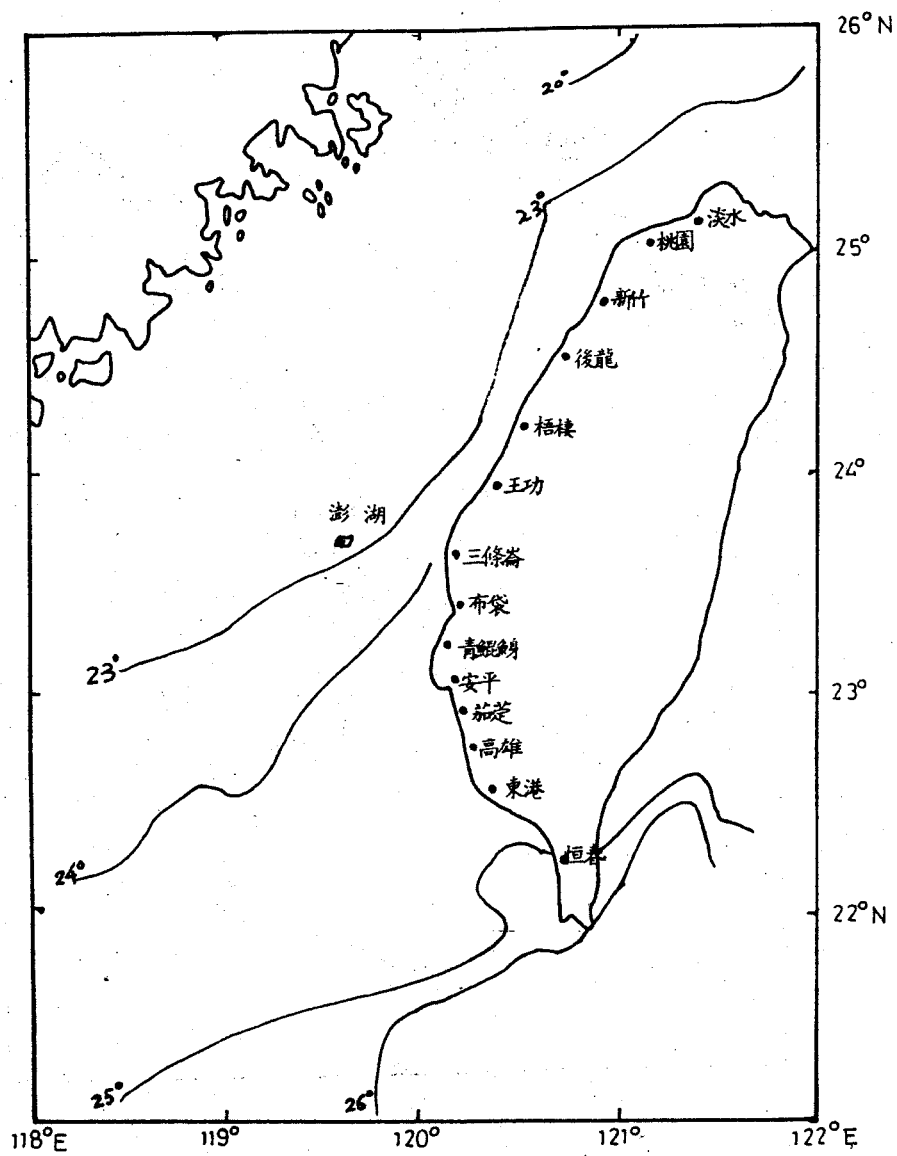 26°N
20°
23°
淡水
桃園
25°
新竹
後龍
梧棲
24°
王功
澎湖
三條崙
布袋
青鯤鯓
23°
安平
23°
茄萣
高雄
東港
恒春
24°
22°N
25°
26°
118°E
119°
120°
121°
122°E